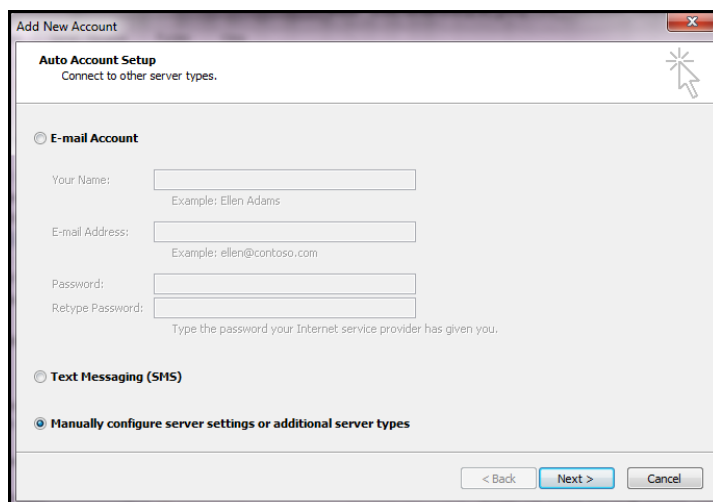 Add New Account
Auto Account Setup
Connect to other server types.
E-mail Account
Your Name:
Example: Ellen Adams
E-mail Address:
Example: ellen@contoso.com
Password:
Retype Password:
Type the password your Internet service provider has given you.
Text Messaging (SMS)
Manually configure server settings or additional server types
< Back Next > Cancel